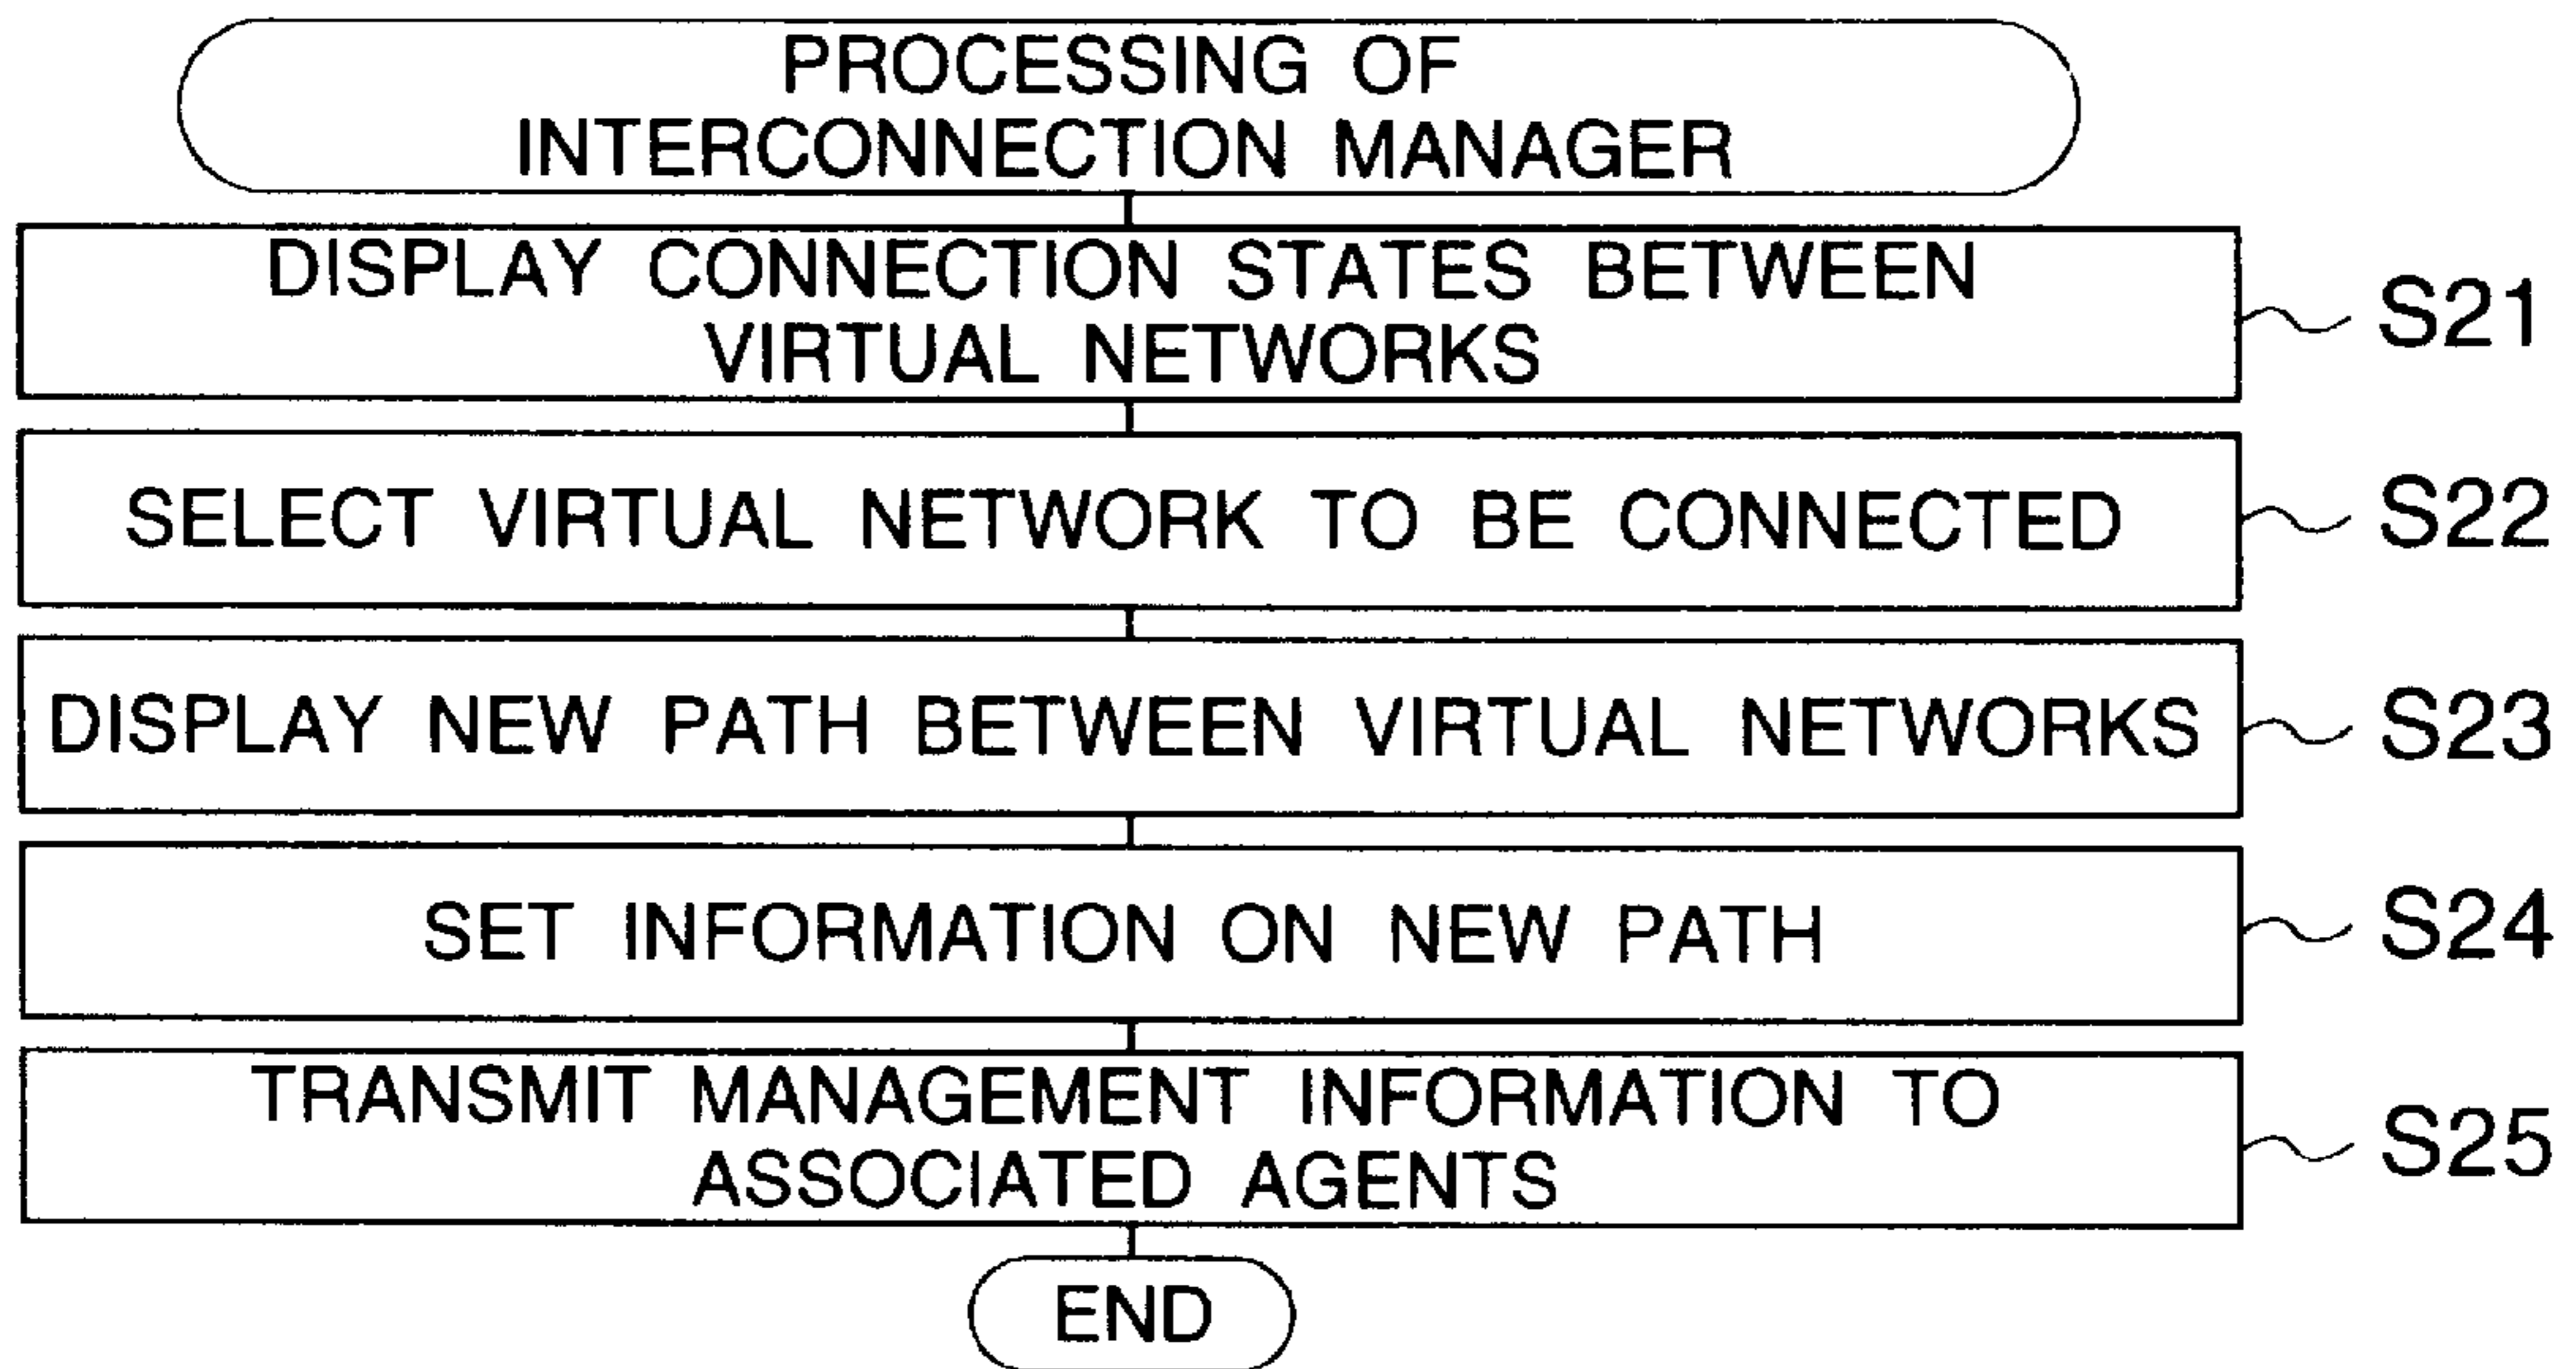 PROCESSING OF
INTERCONNECTION MANAGER
DISPLAY CONNECTION STATES BETWEEN
VIRTUAL NETWORKS
S21
SELECT VIRTUAL NETWORK TO BE CONNECTED
S22
DISPLAY NEW PATH BETWEEN VIRTUAL NETWORKS
S23
SET INFORMATION ON NEW PATH
S24
TRANSMIT MANAGEMENT INFORMATION TO
ASSOCIATED AGENTS
S25
END